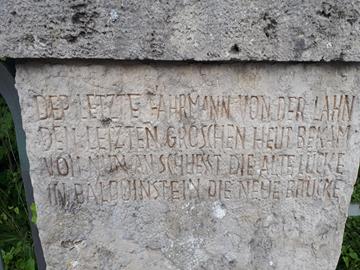 DER LETZTE FÄHRMANN VON DER LAHN
DEN LETZTEN GROSCHEN HEUT BEKAM
VON NUN AN SCHLIESST DIE ALTE LÜCKE
IN BALDUINSTEIN DIE NEUE BRÜCKE